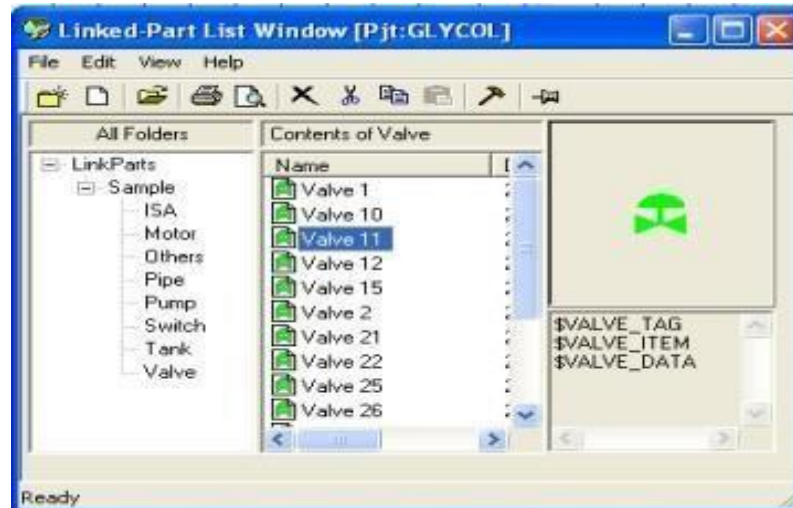 Linked-Part List Window [Pjt:GLYCOL]
File Edit View Help
All Folders
LinkParts
Sample
ISA
Motor
Others
Pipe
Pump
Switch
Tank
Valve
Contents of Valve
Name
Valve 1
Valve 10
Valve 11
Valve 12
Valve 15
Valve 2
Valve 21
Valve 22
Valve 25
Valve 26
$VALVE_TAG
$VALVE_ITEM
$VALVE_DATA
Ready